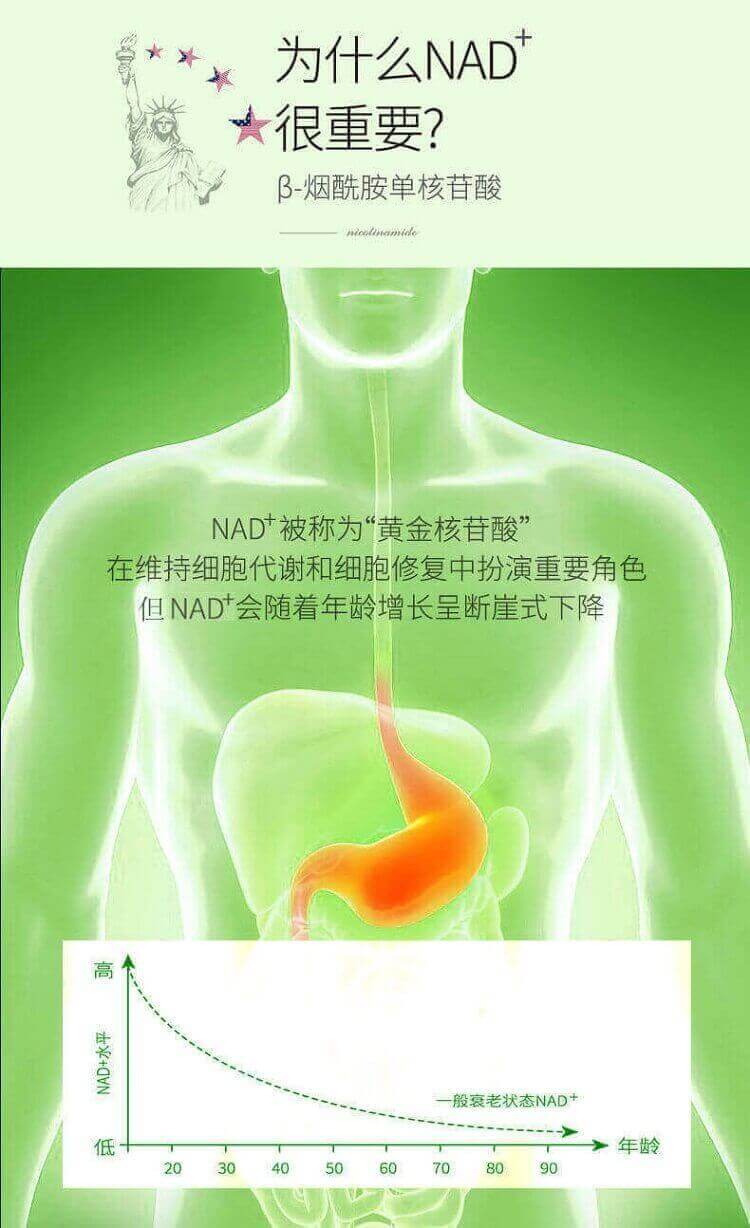 为什么NAD⁺
很重要?
β-烟酰胺单核苷酸
nicotinamide
NAD⁺被称为“黄金核苷酸”
在维持细胞代谢和细胞修复中扮演重要角色
但NAD⁺会随着年龄增长呈断崖式下降
高
NAD+水平
一般衰老状态NAD⁺
低
年龄
20 30 40 50 60 70 80 90